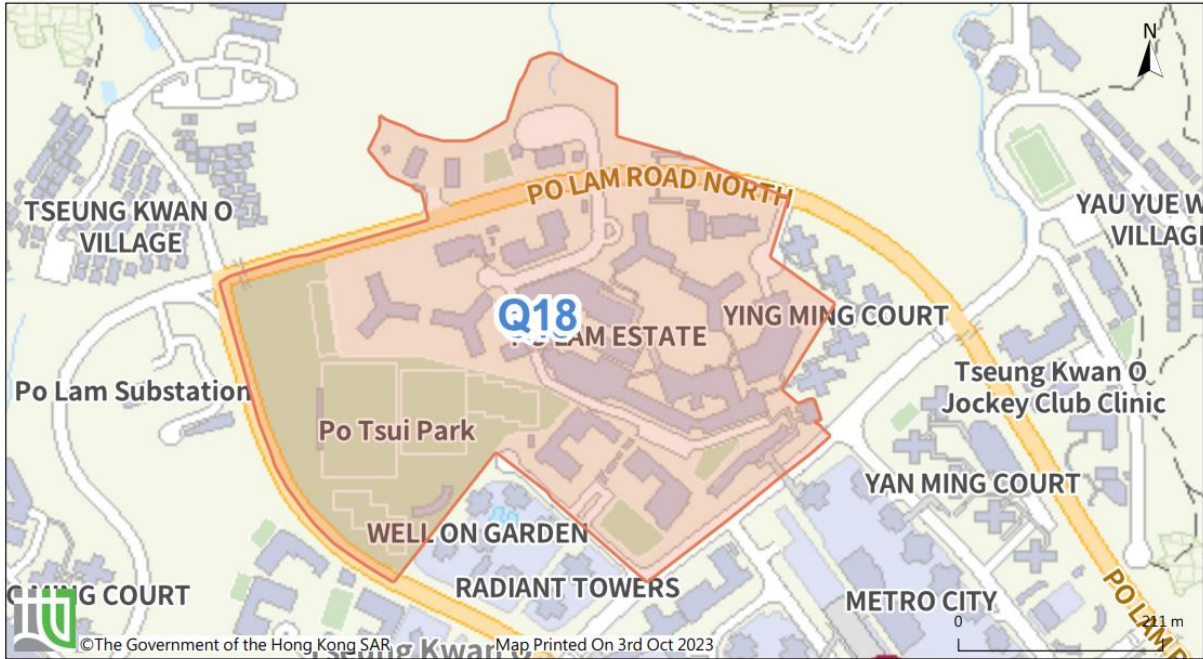 N
PO LAM ROAD NORTH
TSEUNG KWAN O
VILLAGE
YAU YUE W
VILLAGE
Q18
LAM ESTATE
YING MING COURT
Po Lam Substation
Tseung Kwan O
Jockey Club Clinic
Po Tsui Park
YAN MING COURT
WELL ON GARDEN
RADIANT TOWERS
MING COURT
METRO CITY
PO LAM
0 211 m
©The Government of the Hong Kong SAR
Map Printed On 3rd Oct 2023
Tseung Kwan O